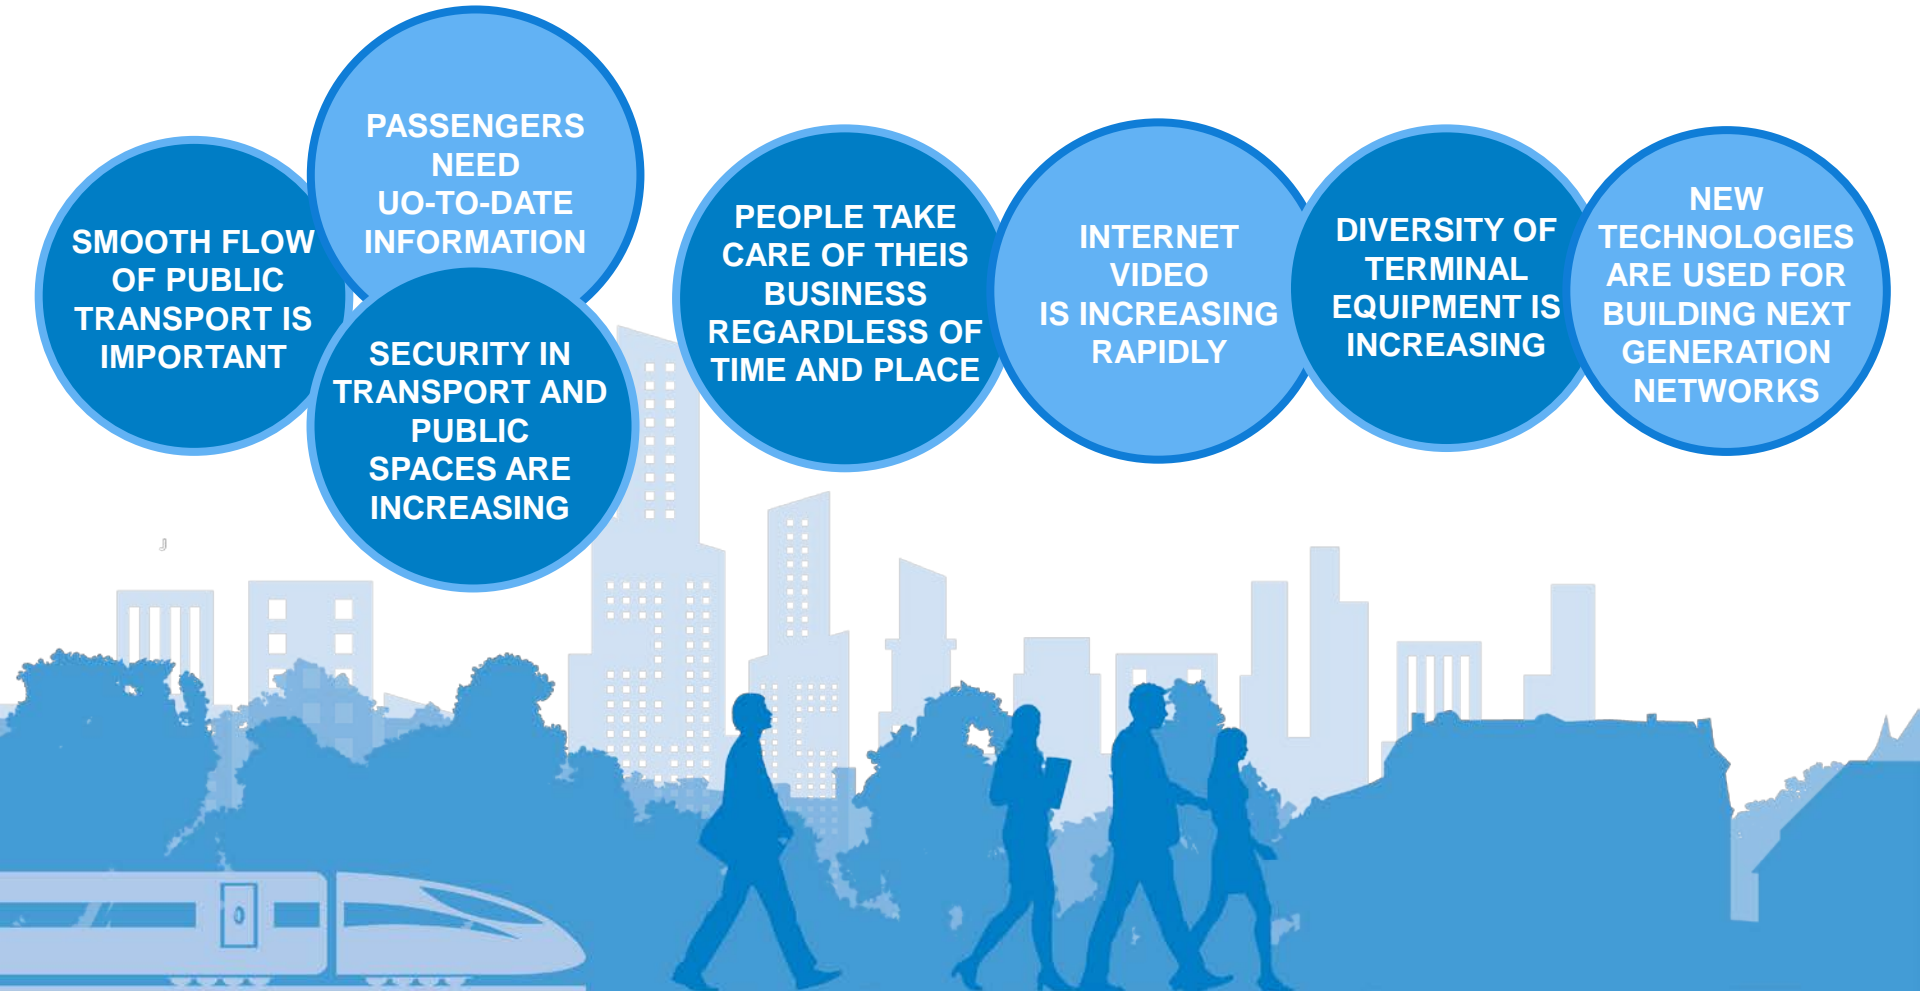 SMOOTH FLOW
OF PUBLIC
TRANSPORT IS
IMPORTANT
PASSENGERS
NEED
UO-TO-DATE
INFORMATION
SECURITY IN
TRANSPORT AND
PUBLIC
SPACES ARE
INCREASING
PEOPLE TAKE
CARE OF THEIS
BUSINESS
REGARDLESS OF
TIME AND PLACE
INTERNET
VIDEO
IS INCREASING
RAPIDLY
DIVERSITY OF
TERMINAL
EQUIPMENT IS
INCREASING
NEW
TECHNOLOGIES
ARE USED FOR
BUILDING NEXT
GENERATION
NETWORKS